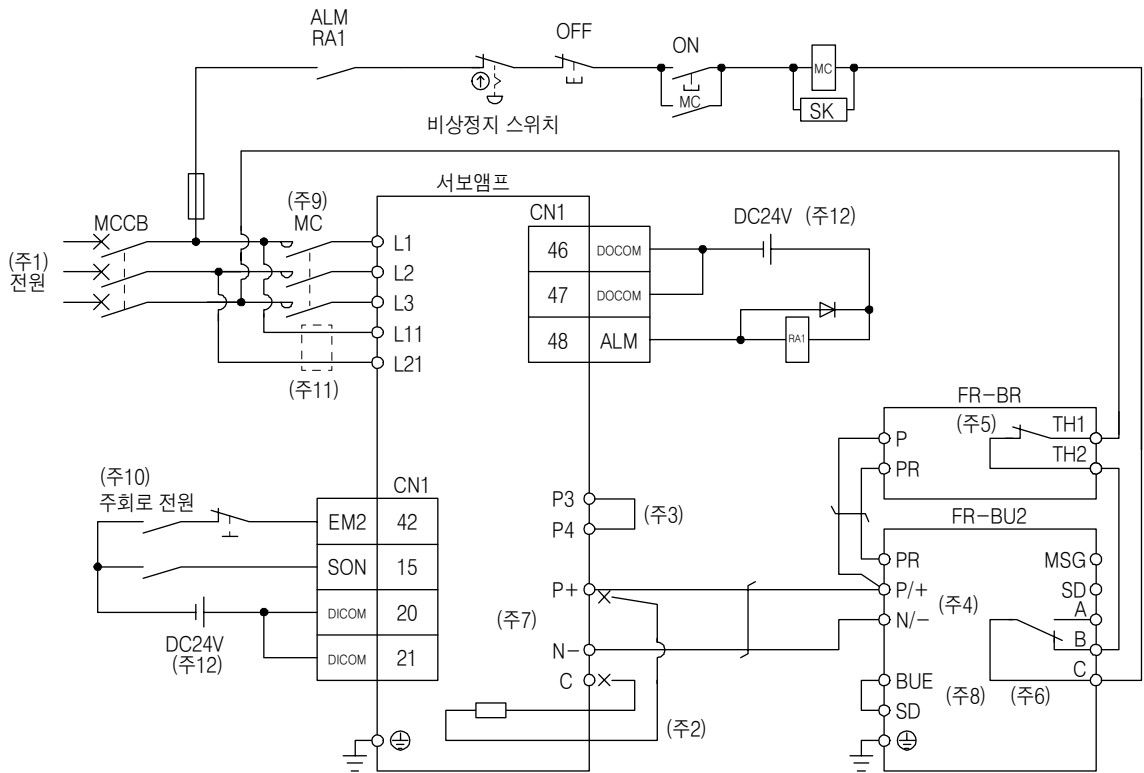 ALM
RA1
OFF
ON
MC
MC
SK
비상정지 스위치
서보앰프
MCCB
(주9)
MC
(주1)
전원
L1
L2
L3
L11
L21
(주11)
CN1
46 DOCOM
47 DOCOM
48 ALM
DC24V (주12)
RA1
FR-BR
(주5)
P
PR
TH1
TH2
(주10)
주회로 전원
CN1
EM2 42
SON 15
DICOM 20
DICOM 21
DC24V
(주12)
P3
P4
(주3)
P+
(주7)
N-
C
(주2)
FR-BU2
PR
P/+
N/-
(주4)
MSG
SD
A
B
C
BUE
SD
(주8)
(주6)